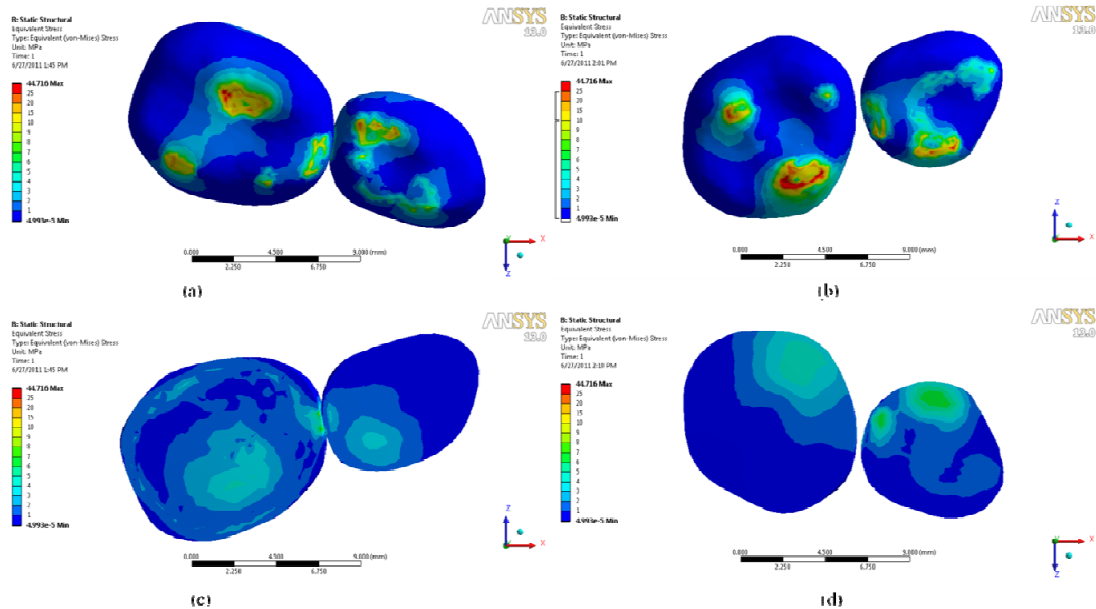 B: Static Structural
Equivalent Stress
Type: Equivalent (von-Mises) Stress
Unit: MPa
Time: 1
6/27/2011 1:45 PM
44.716 Max
25
20
15
10
9
8
7
6
5
4
3
2
1
4.993e-5 Min
ANSYS
13.0
0.000
4.500
9.000 (mm)
2.250
6.750
X
Y
Z
(a)
B: Static Structural
Equivalent Stress
Type: Equivalent (von-Mises) Stress
Unit: MPa
Time: 1
6/27/2011 2:01 PM
44.716 Max
25
20
15
10
9
8
7
6
5
4
3
2
1
4.993e-5 Min
ANSYS
13.0
0.000
4.500
9.000 (mm)
2.250
6.750
Z
X
(b)
B: Static Structural
Equivalent Stress
Type: Equivalent (von-Mises) Stress
Unit: MPa
Time: 1
6/27/2011 1:45 PM
44.716 Max
25
20
15
10
9
8
7
6
5
4
3
2
1
4.993e-5 Min
ANSYS
13.0
0.000
4.500
9.000 (mm)
2.250
6.750
Z
X
(c)
B: Static Structural
Equivalent Stress
Type: Equivalent (von-Mises) Stress
Unit: MPa
Time: 1
6/27/2011 2:10 PM
44.716 Max
25
20
15
10
9
8
7
6
5
4
3
2
1
4.993e-5 Min
ANSYS
13.0
0.000
4.500
9.000 (mm)
2.250
6.750
X
Z
(d)